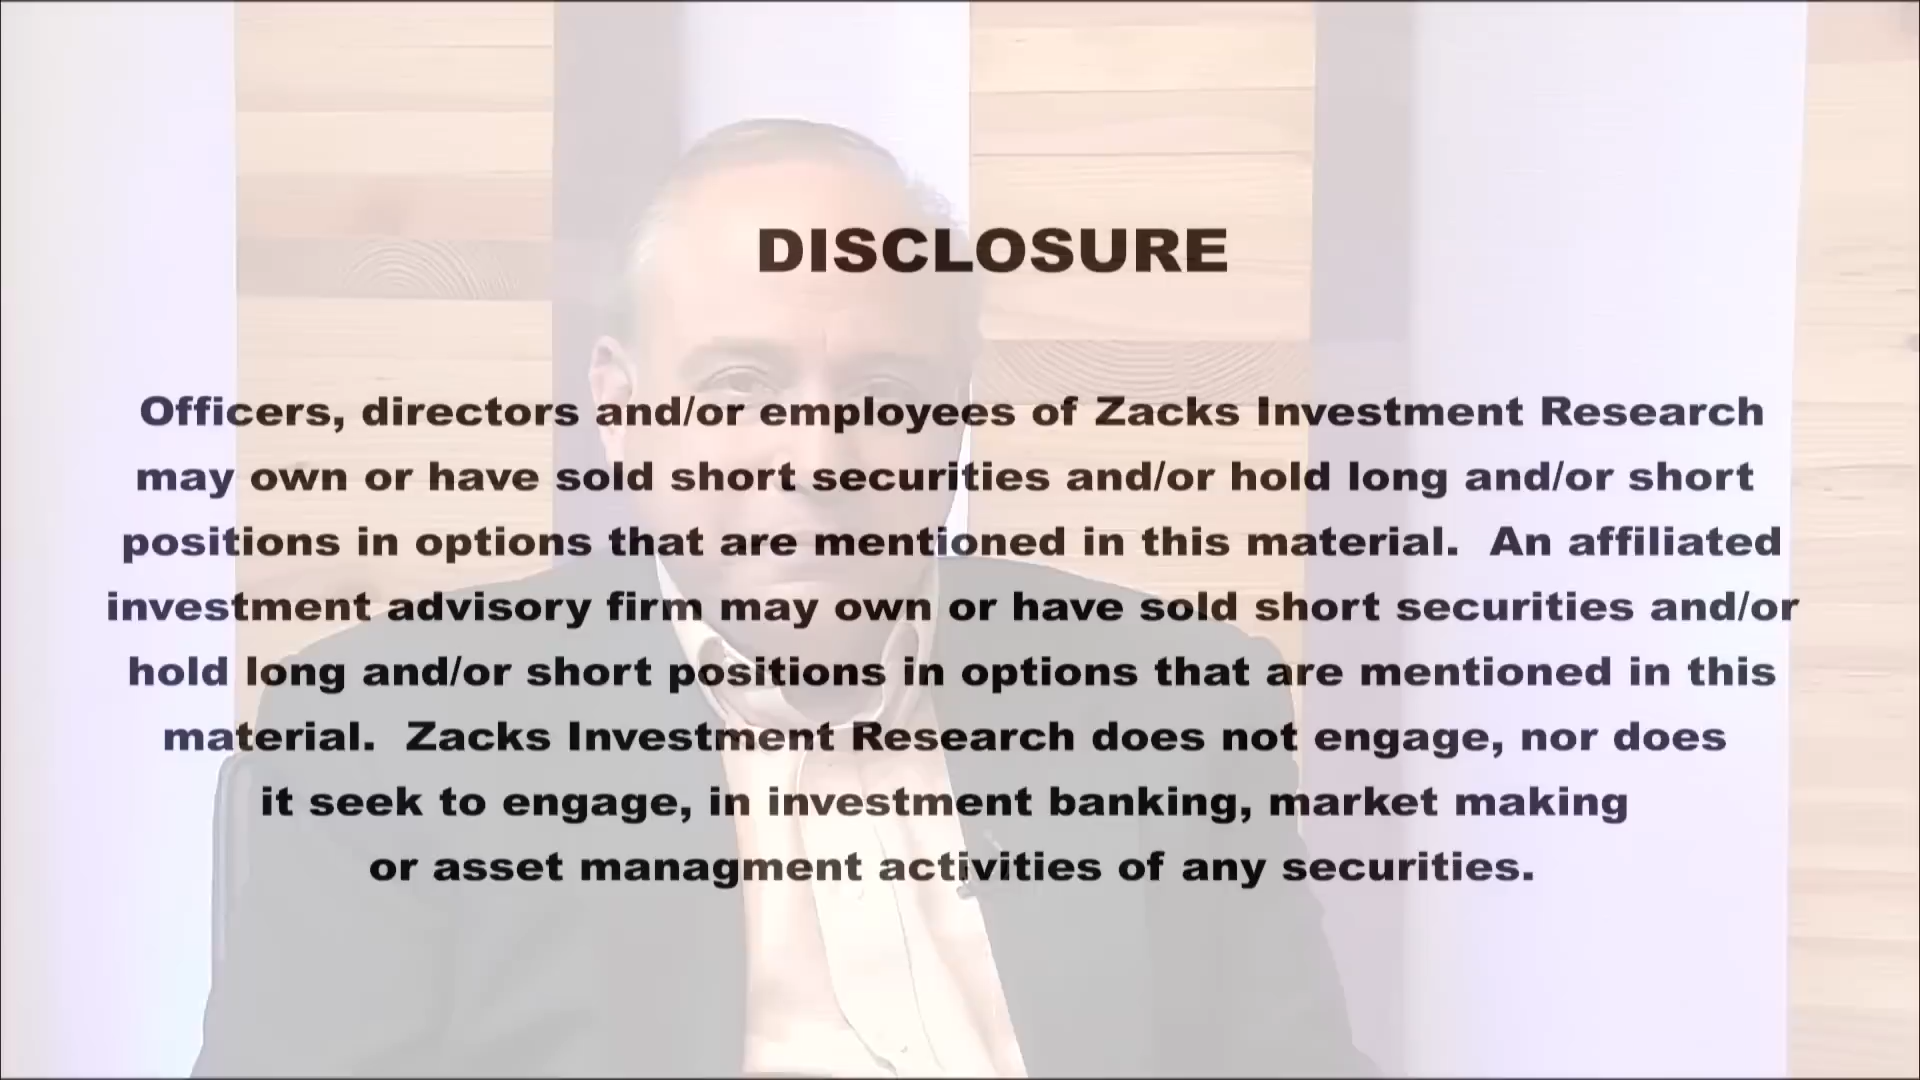 DISCLOSURE
Officers, directors and/or employees of Zacks Investment Research
may own or have sold short securities and/or hold long and/or short
positions in options that are mentioned in this material.  An affiliated
investment advisory firm may own or have sold short securities and/or
hold long and/or short positions in options that are mentioned in this
material.  Zacks Investment Research does not engage, nor does
it seek to engage, in investment banking, market making
or asset managment activities of any securities.